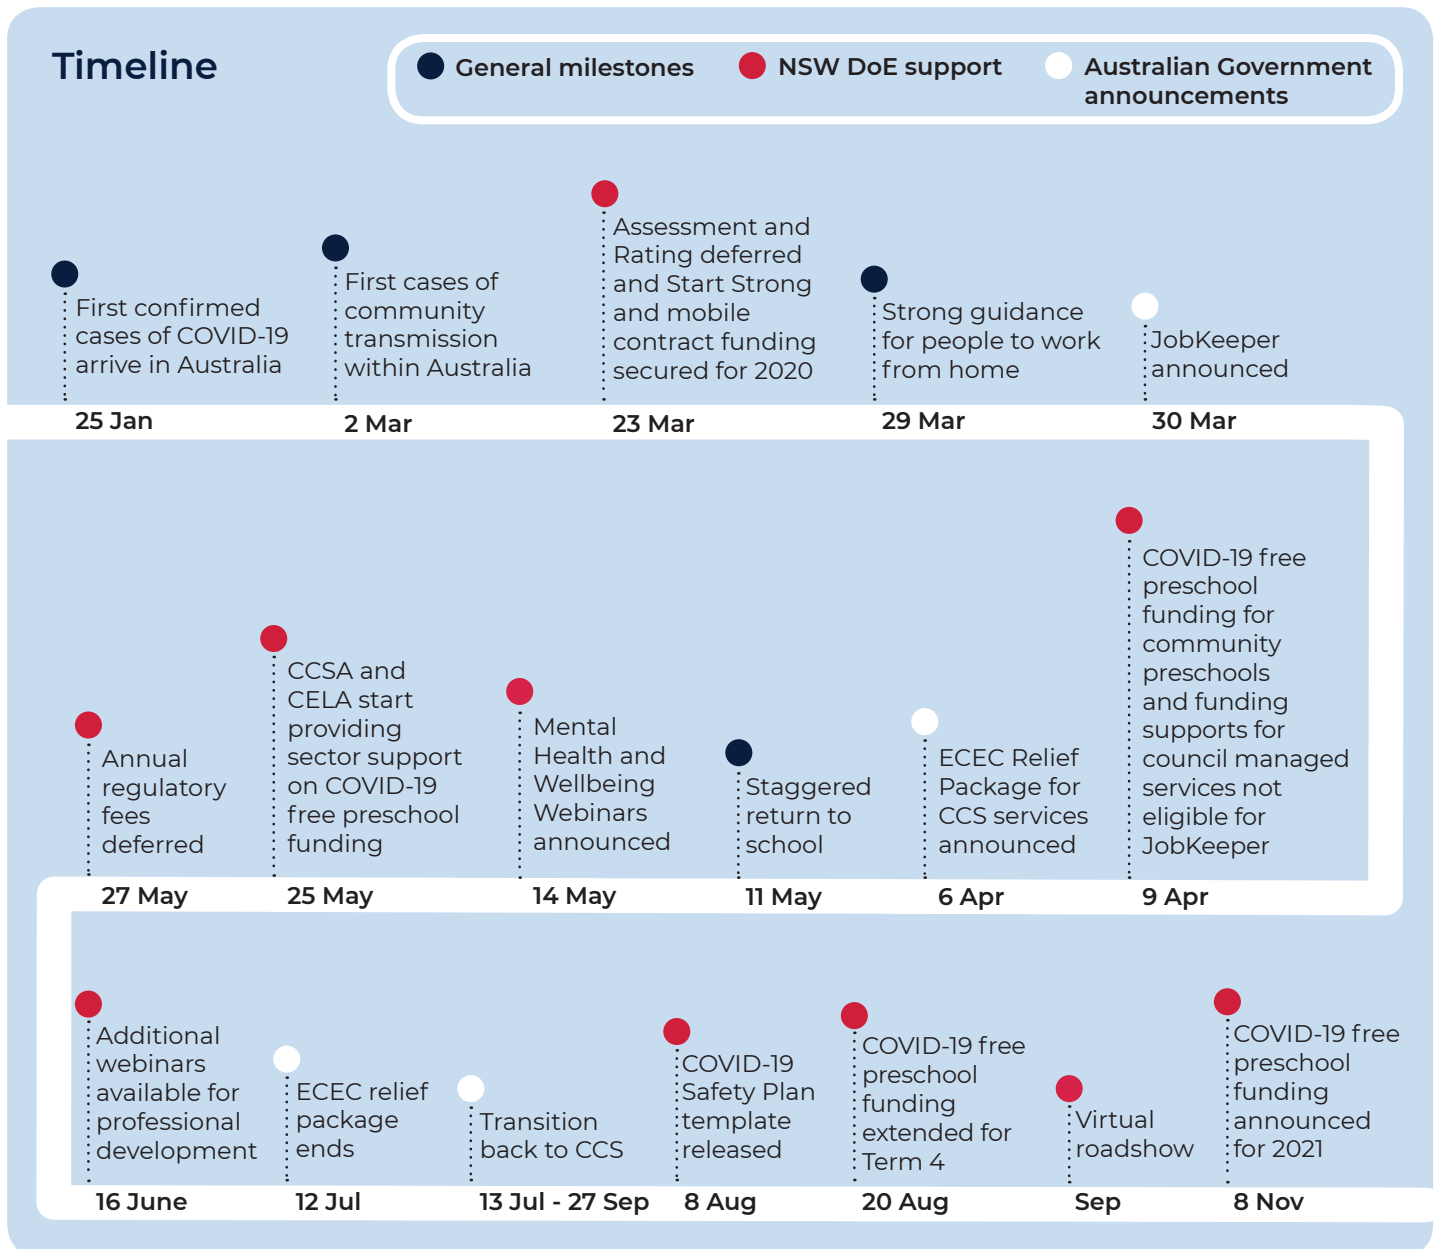 Timeline
General milestones
NSW DoE support
Australian Government
announcements
First confirmed
cases of COVID-19
arrive in Australia
25 Jan
First cases of
community
transmission
within Australia
2 Mar
Assessment and
Rating deferred
and Start Strong
and mobile
contract funding
secured for 2020
23 Mar
Strong guidance
for people to work
from home
29 Mar
JobKeeper
announced
30 Mar
Annual
regulatory
fees
deferred
27 May
CCSA and
CELA start
providing
sector support
on COVID-19
free preschool
funding
25 May
Mental
Health and
Wellbeing
Webinars
announced
14 May
Staggered
return to
school
11 May
ECEC Relief
Package for
CCS services
announced
6 Apr
COVID-19 free
preschool
funding for
community
preschools
and funding
supports for
council managed
services not
eligible for
JobKeeper
9 Apr
Additional
webinars
available for
professional
development
16 June
ECEC relief
package
ends
12 Jul
Transition
back to CCS
13 Jul - 27 Sep
COVID-19
Safety Plan
template
released
8 Aug
COVID-19 free
preschool
funding
extended for
Term 4
20 Aug
Virtual
roadshow
Sep
COVID-19 free
preschool
funding
announced
for 2021
8 Nov